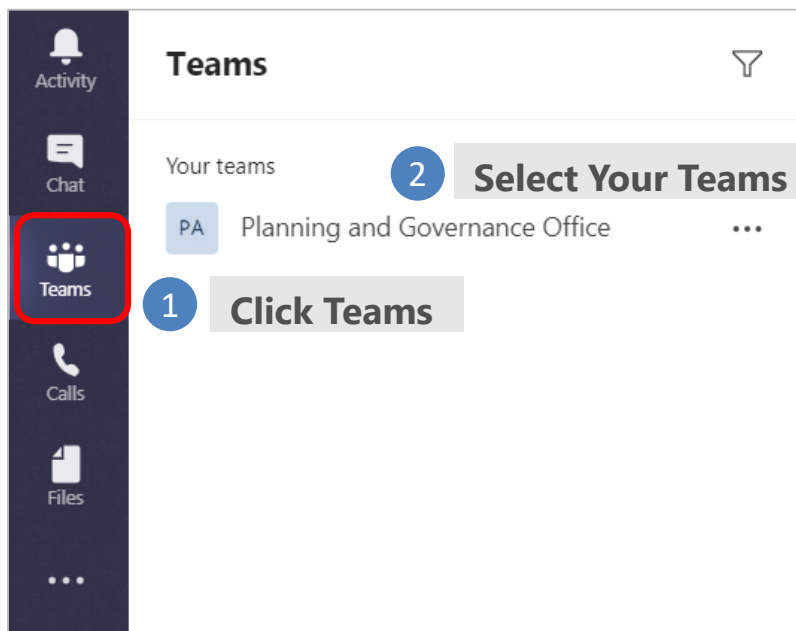 Activity
Chat
Teams
Calls
Files
Teams
Your teams
2 Select Your Teams
PA Planning and Governance Office
1 Click Teams